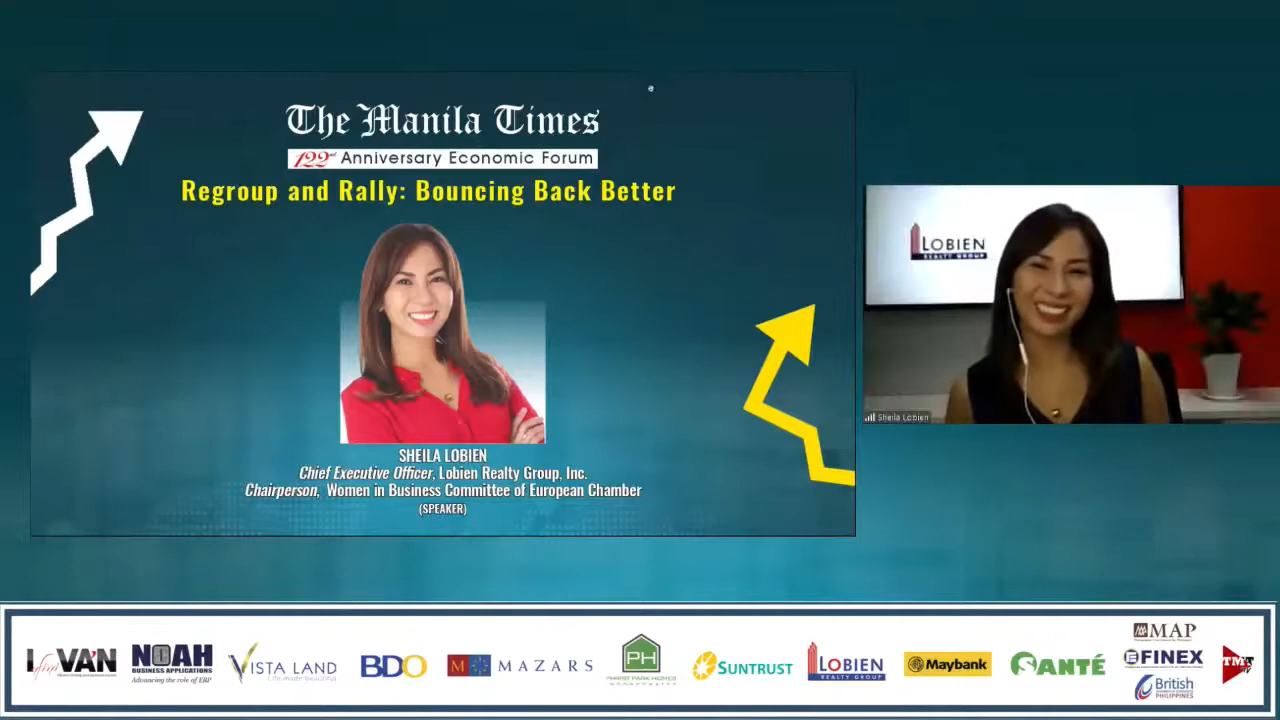 The Manila Times
122nd Anniversary Economic Forum
Regroup and Rally: Bouncing Back Better
SHEILA LOBIEN
Chief Executive Officer, Lobien Realty Group, Inc.
Chairperson, Women in Business Committee of European Chamber
(SPEAKER)
LOBIEN
REALTY GROUP
Sheila Lobien
NOAH
BUSINESS APPLICATIONS
Advancing the role of ERP
VISTA LAND
BDO
M MAZARS
PH
SUNTRUST
LOBIEN
REALTY GROUP
Maybank
SANTÉ
MAP
FINEX
British
PHILIPPINES
TMT